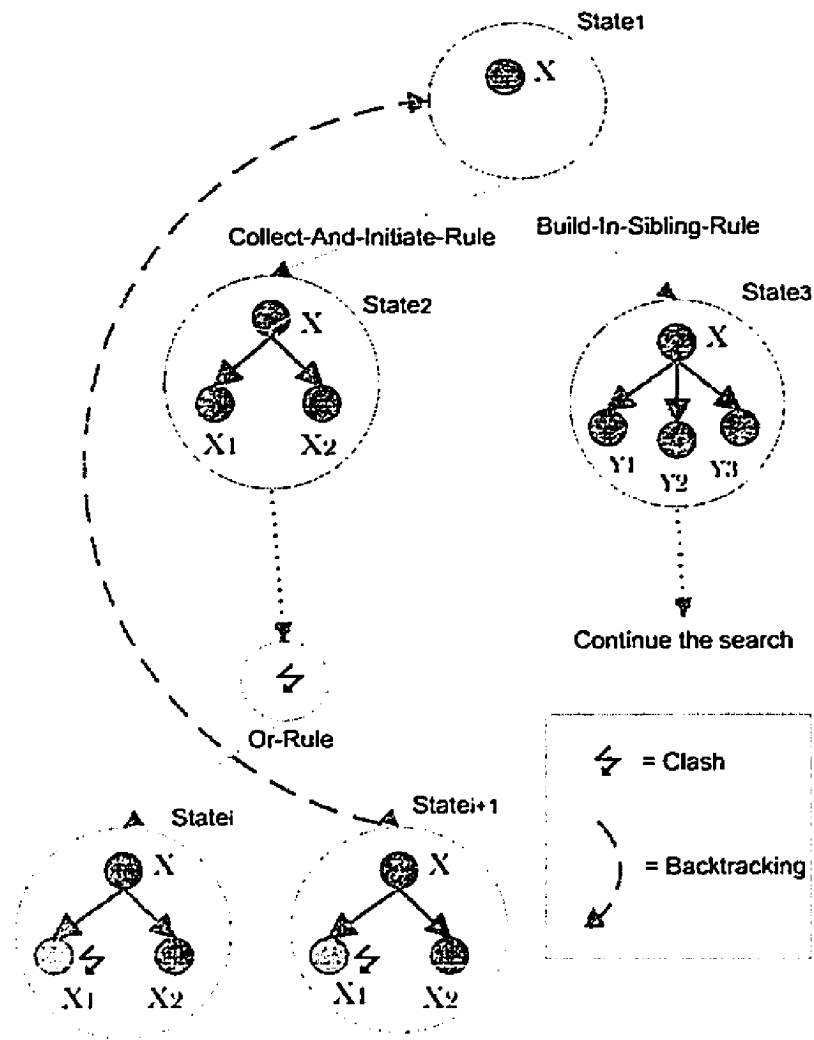 State1
X
Collect-And-Initiate-Rule
Build-In-Sibling-Rule
State2
X
X1
X2
State3
X
Y1
Y2
Y3
Continue the search
Or-Rule
= Clash
= Backtracking
Statei
X
X1
X2
Statei+1
X
X1
X2